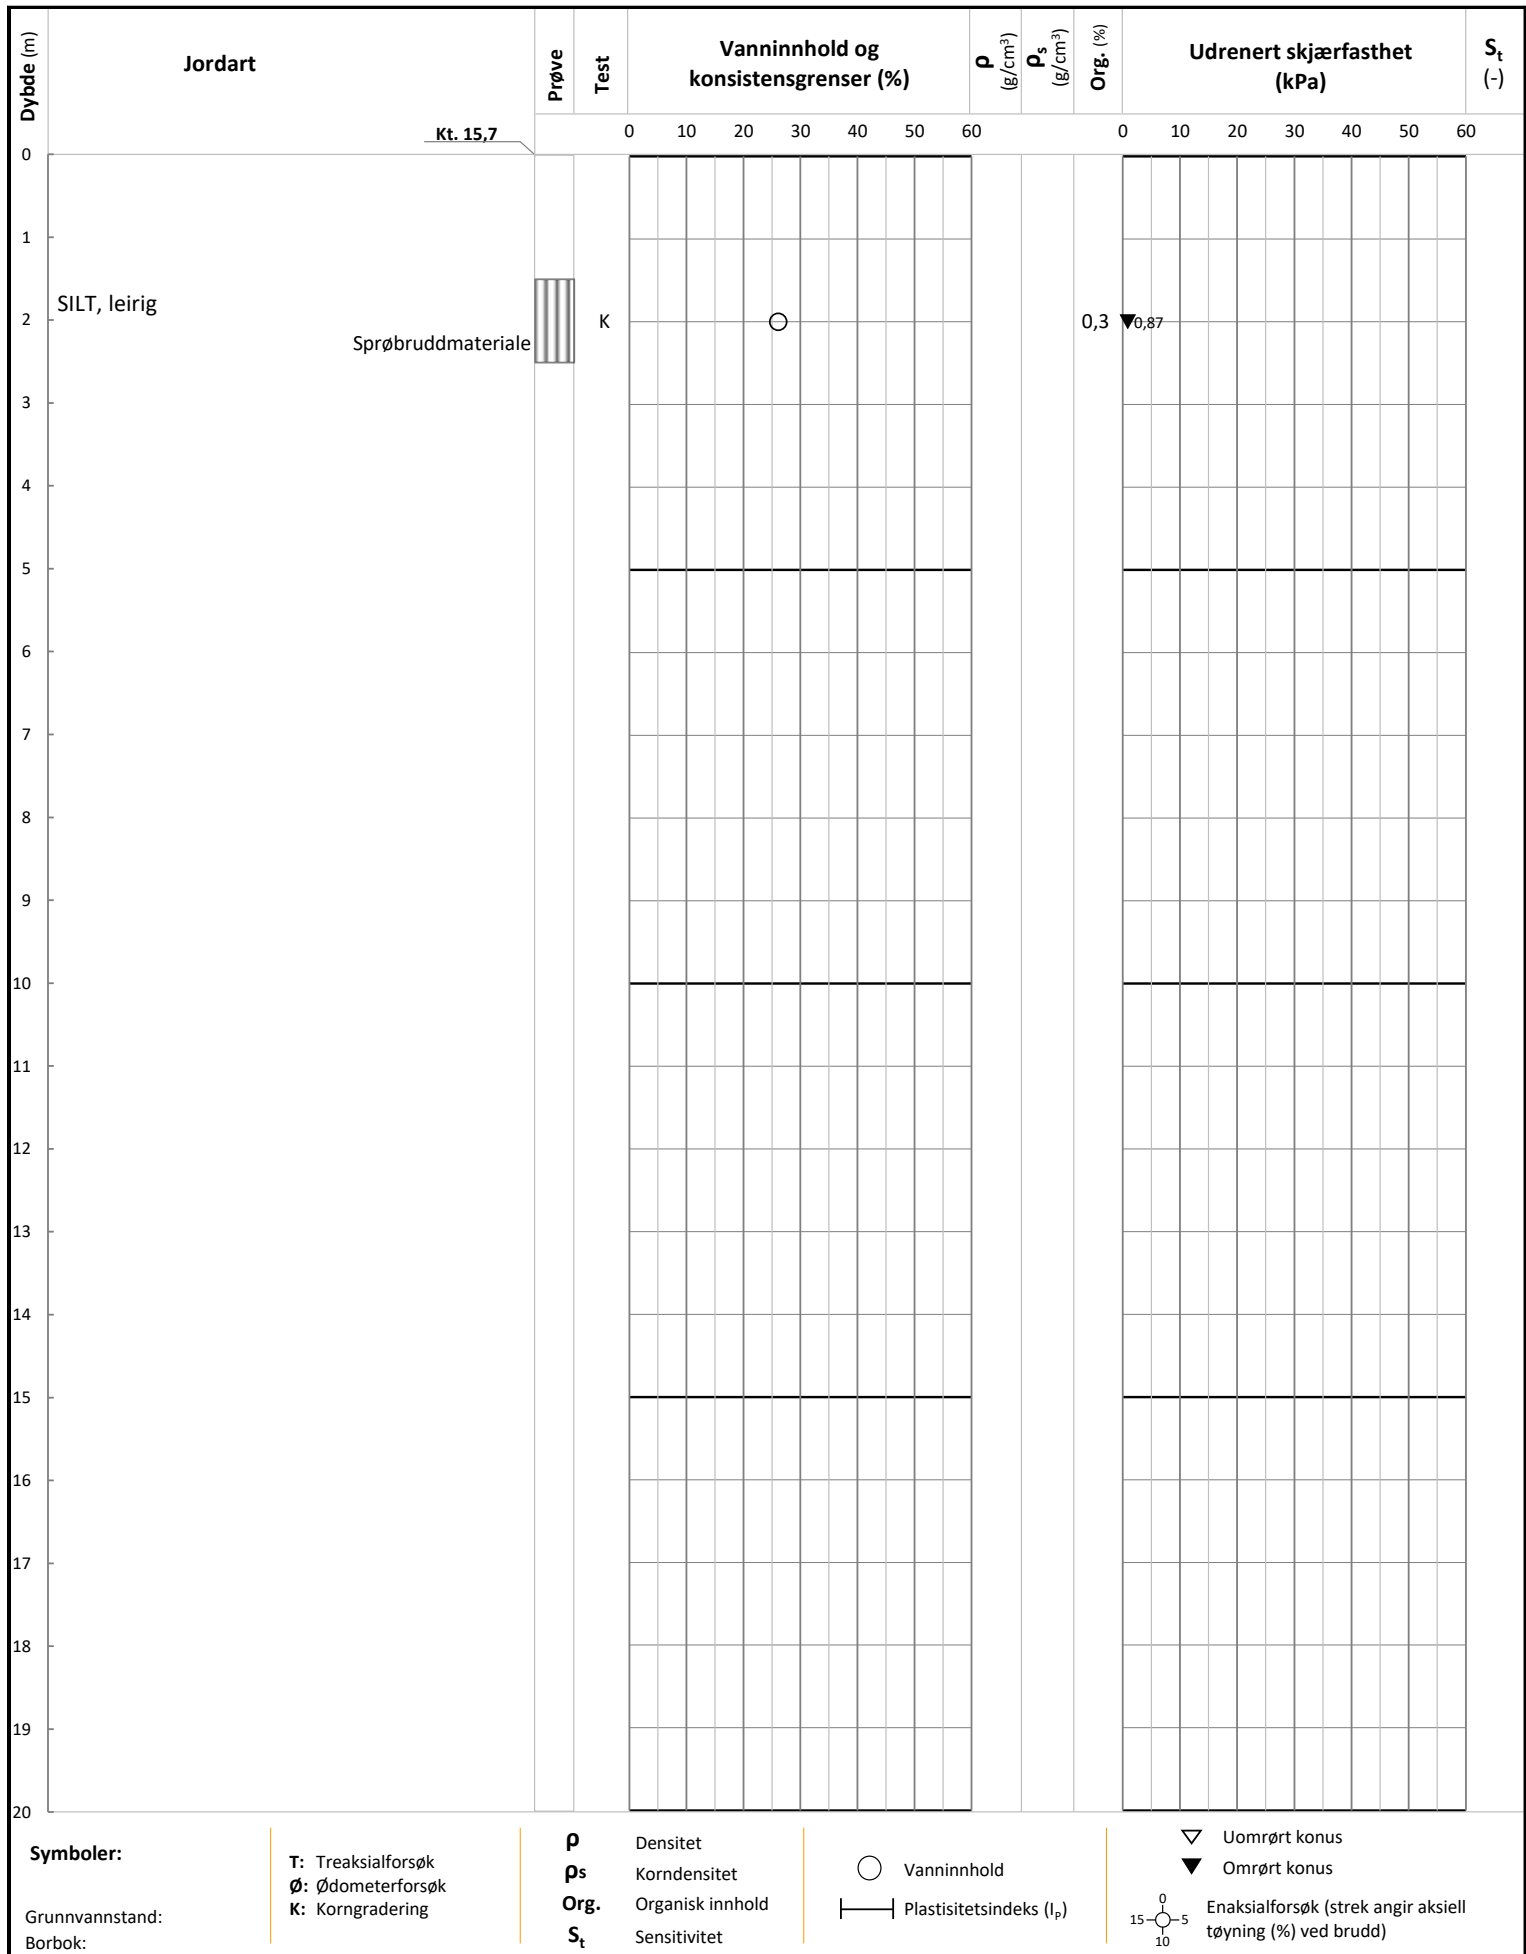 Dybde (m)
Jordart
Prøve
Test
Vanninnhold og
konsistensgrenser (%)
ρ
(g/cm³)
ρs
(g/cm³)
Org. (%)
Udrenert skjærfasthet
(kPa)
St
(-)
Kt. 15,7
0 10 20 30 40 50 60
0 10 20 30 40 50 60
0
1
SILT, leirig
2
K
0,3
0,87
Sprøbruddmateriale
3
4
5
6
7
8
9
10
11
12
13
14
15
16
17
18
19
20
Symboler:
Grunnvannstand:
Borbok:
T: Treaksialforsøk
Ø: Ødometerforsøk
K: Korngradering
ρ Densitet
ρs Korndensitet
Org. Organisk innhold
St Sensitivitet
Vanninnhold
Plastisitetsindeks (IP)
Uomrørt konus
Omrørt konus
0
15 5
10
Enaksialforsøk (strek angir aksiell
tøyning (%) ved brudd)